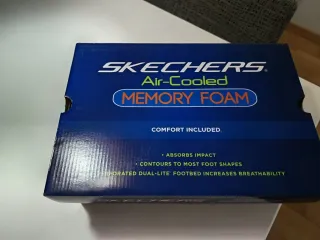 SKECHERS
Air-Cooled
MEMORY FOAM
COMFORT INCLUDED
• ABSORBS IMPACT
• CONTOURS TO MOST FOOT SHAPES
DUAL-LITE FOOTBED INCREASES BREATHABILITY